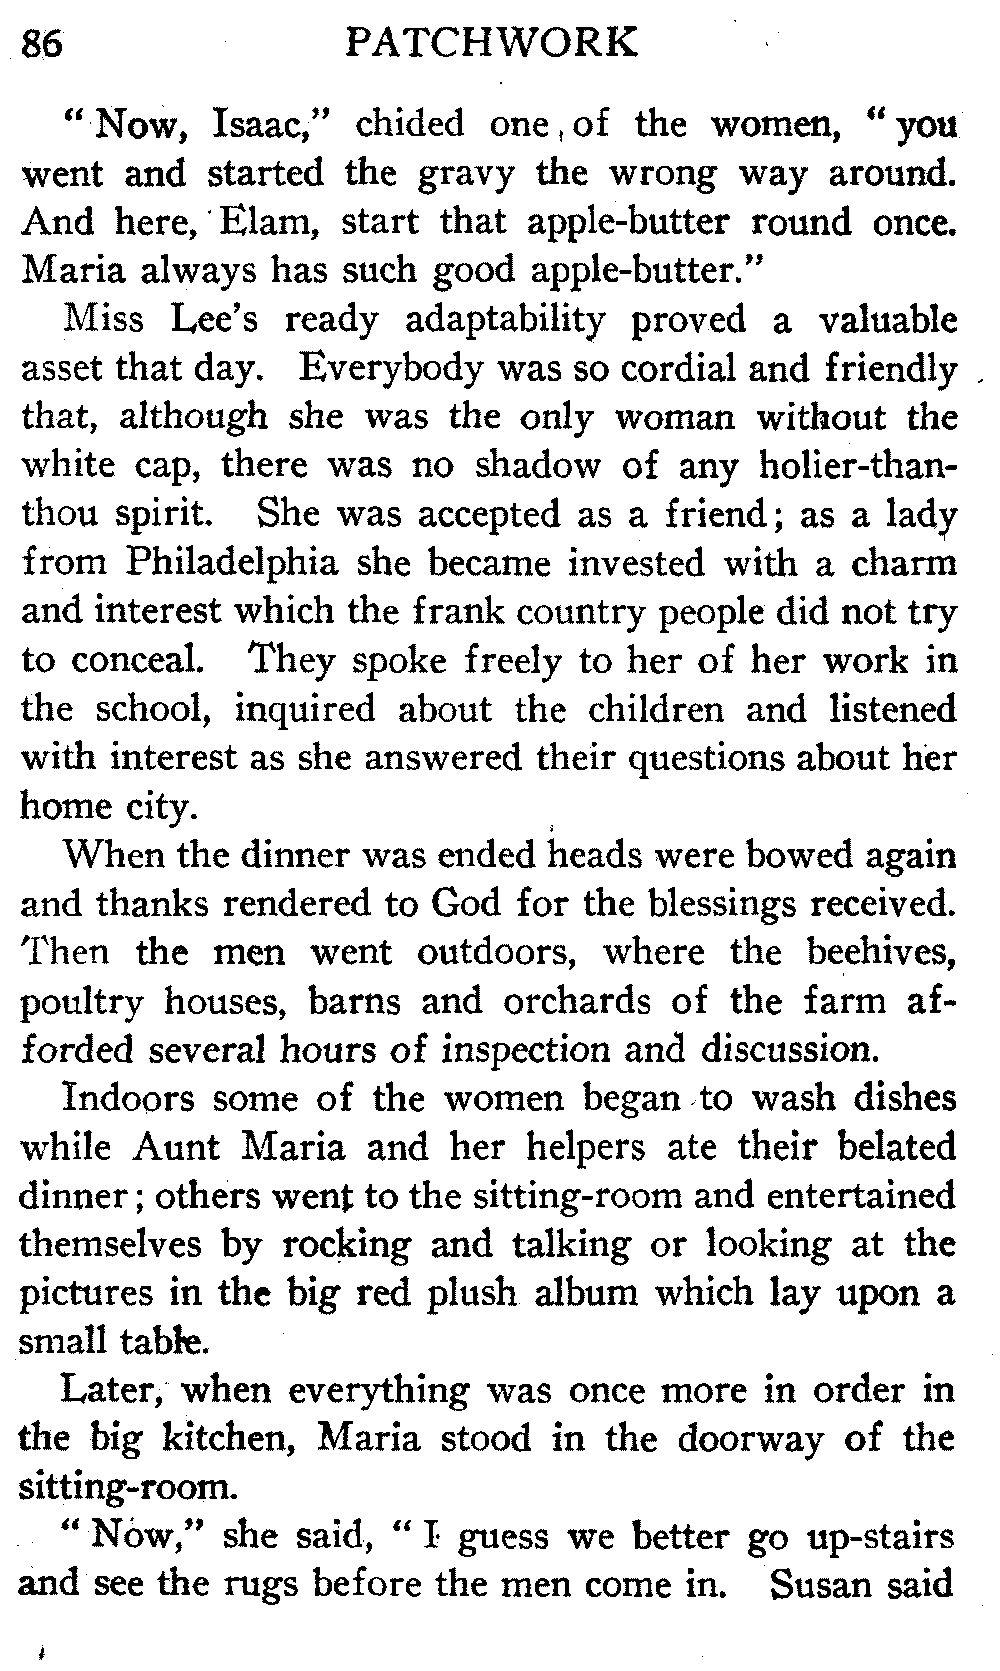 86 PATCHWORK
" Now, Isaac," chided one of the women, " you
went and started the gravy the wrong way around.
And here, Elam, start that apple-butter round once.
Maria always has such good apple-butter."
Miss Lee's ready adaptability proved a valuable
asset that day. Everybody was so cordial and friendly
that, although she was the only woman without the
white cap, there was no shadow of any holier-than-
thou spirit. She was accepted as a friend; as a lady
from Philadelphia she became invested with a charm
and interest which the frank country people did not try
to conceal. They spoke freely to her of her work in
the school, inquired about the children and listened
with interest as she answered their questions about her
home city.
When the dinner was ended heads were bowed again
and thanks rendered to God for the blessings received.
Then the men went outdoors, where the beehives,
poultry houses, barns and orchards of the farm af-
forded several hours of inspection and discussion.
Indoors some of the women began to wash dishes
while Aunt Maria and her helpers ate their belated
dinner; others went to the sitting-room and entertained
themselves by rocking and talking or looking at the
pictures in the big red plush album which lay upon a
small table.
Later, when everything was once more in order in
the big kitchen, Maria stood in the doorway of the
sitting-room.
" Now," she said, " I guess we better go up-stairs
and see the rugs before the men come in. Susan said